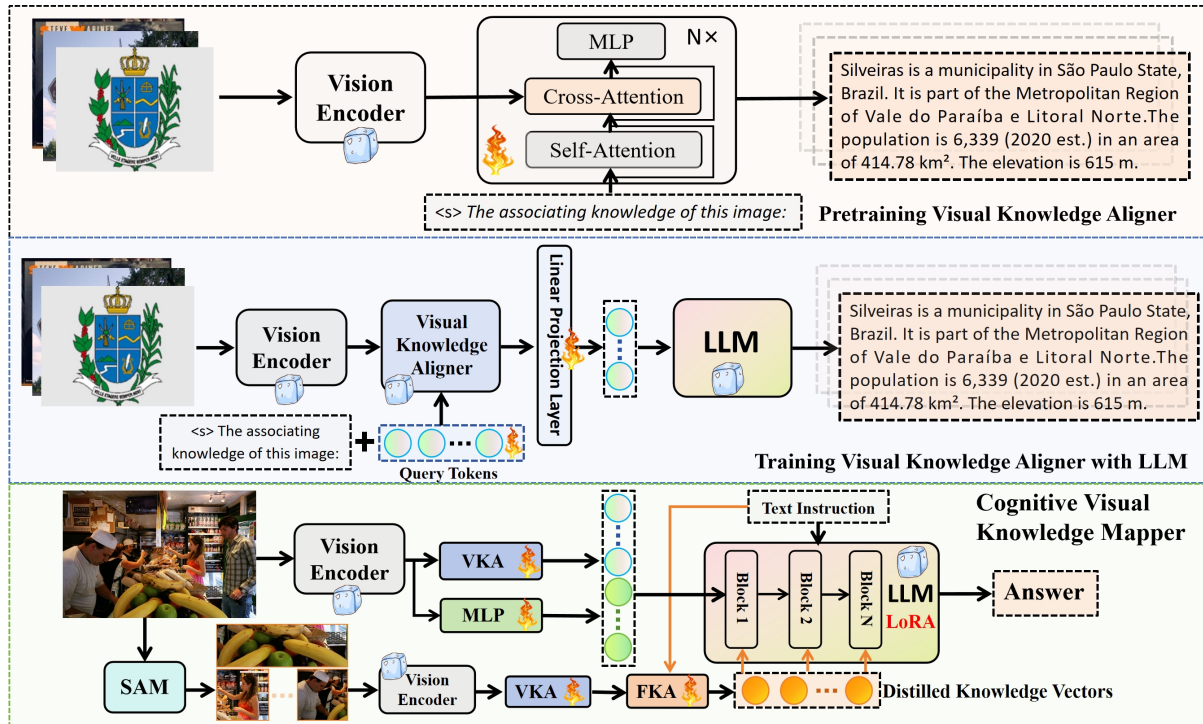 Vision
Encoder
MLP
N×
Cross-Attention
Self-Attention
<s> The associating knowledge of this image:
Silveiras is a municipality in São Paulo State,
Brazil. It is part of the Metropolitan Region
of Vale do Paraíba e Litoral Norte.The
population is 6,339 (2020 est.) in an area
of 414.78 km². The elevation is 615 m.
Pretraining Visual Knowledge Aligner
Vision
Encoder
Visual
Knowledge
Aligner
Linear Projection Layer
LLM
Silveiras is a municipality in São Paulo State,
Brazil. It is part of the Metropolitan Region
of Vale do Paraíba e Litoral Norte.The
population is 6,339 (2020 est.) in an area
of 414.78 km². The elevation is 615 m.
<s> The associating
knowledge of this image:
+
Query Tokens
Training Visual Knowledge Aligner with LLM
Cognitive Visual
Knowledge Mapper
Vision
Encoder
VKA
MLP
Text Instruction
Block 1
Block 2
Block N
LLM
LoRA
Answer
SAM
Vision
Encoder
VKA
FKA
Distilled Knowledge Vectors